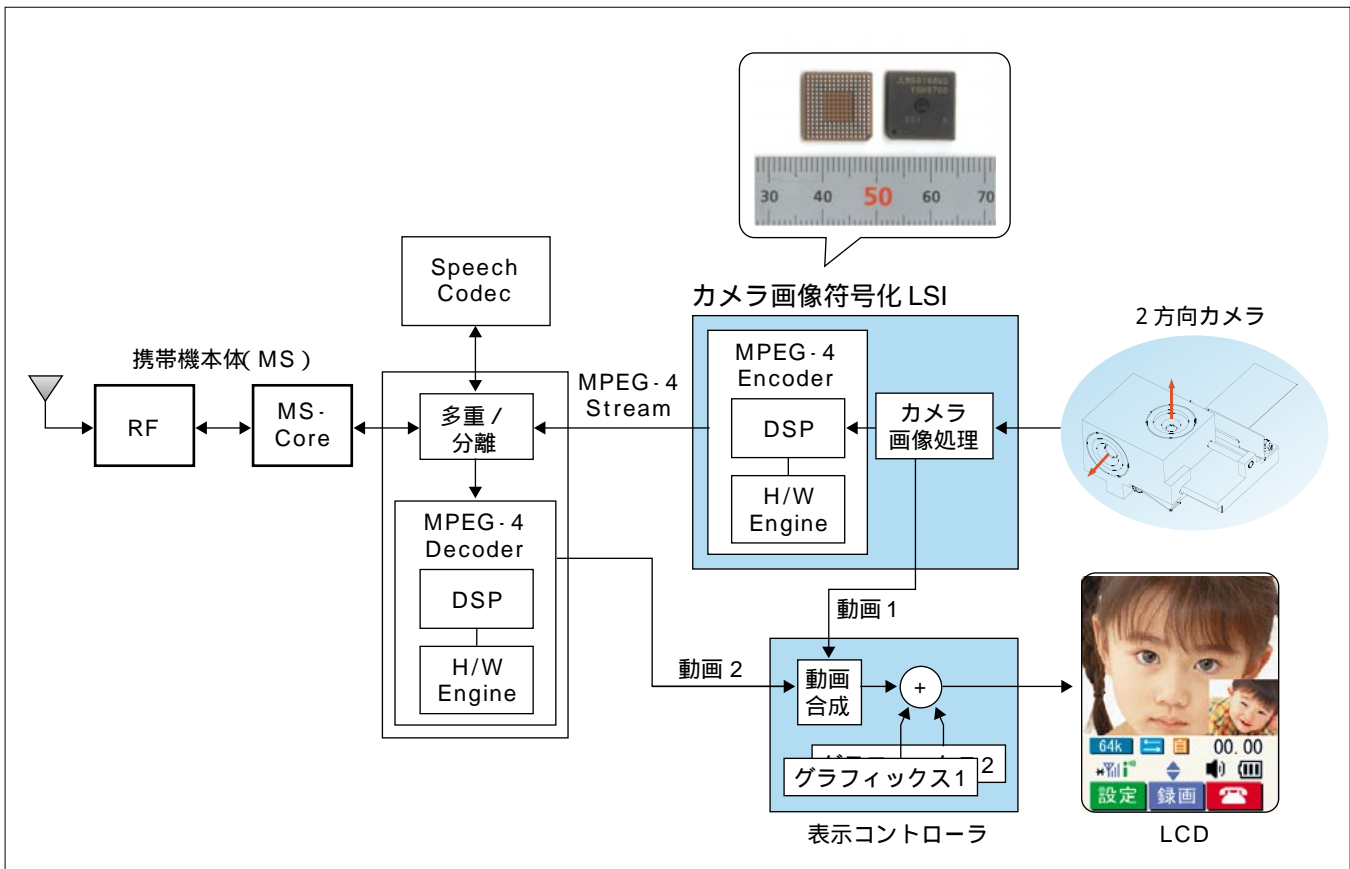 30 40 50 60 70
Speech
Codec
カメラ画像符号化 LSI
2 方向カメラ
携帯機本体( MS )
RF
MS-
Core
多重 /
分離
MPEG-4
Stream
MPEG-4
Encoder
DSP
H/W
Engine
カメラ
画像処理
MPEG-4
Decoder
DSP
H/W
Engine
動画 1
動画 2
動画
合成
+
グラフィックス1
2
表示コントローラ
64k
00. 00
設定 録画
LCD